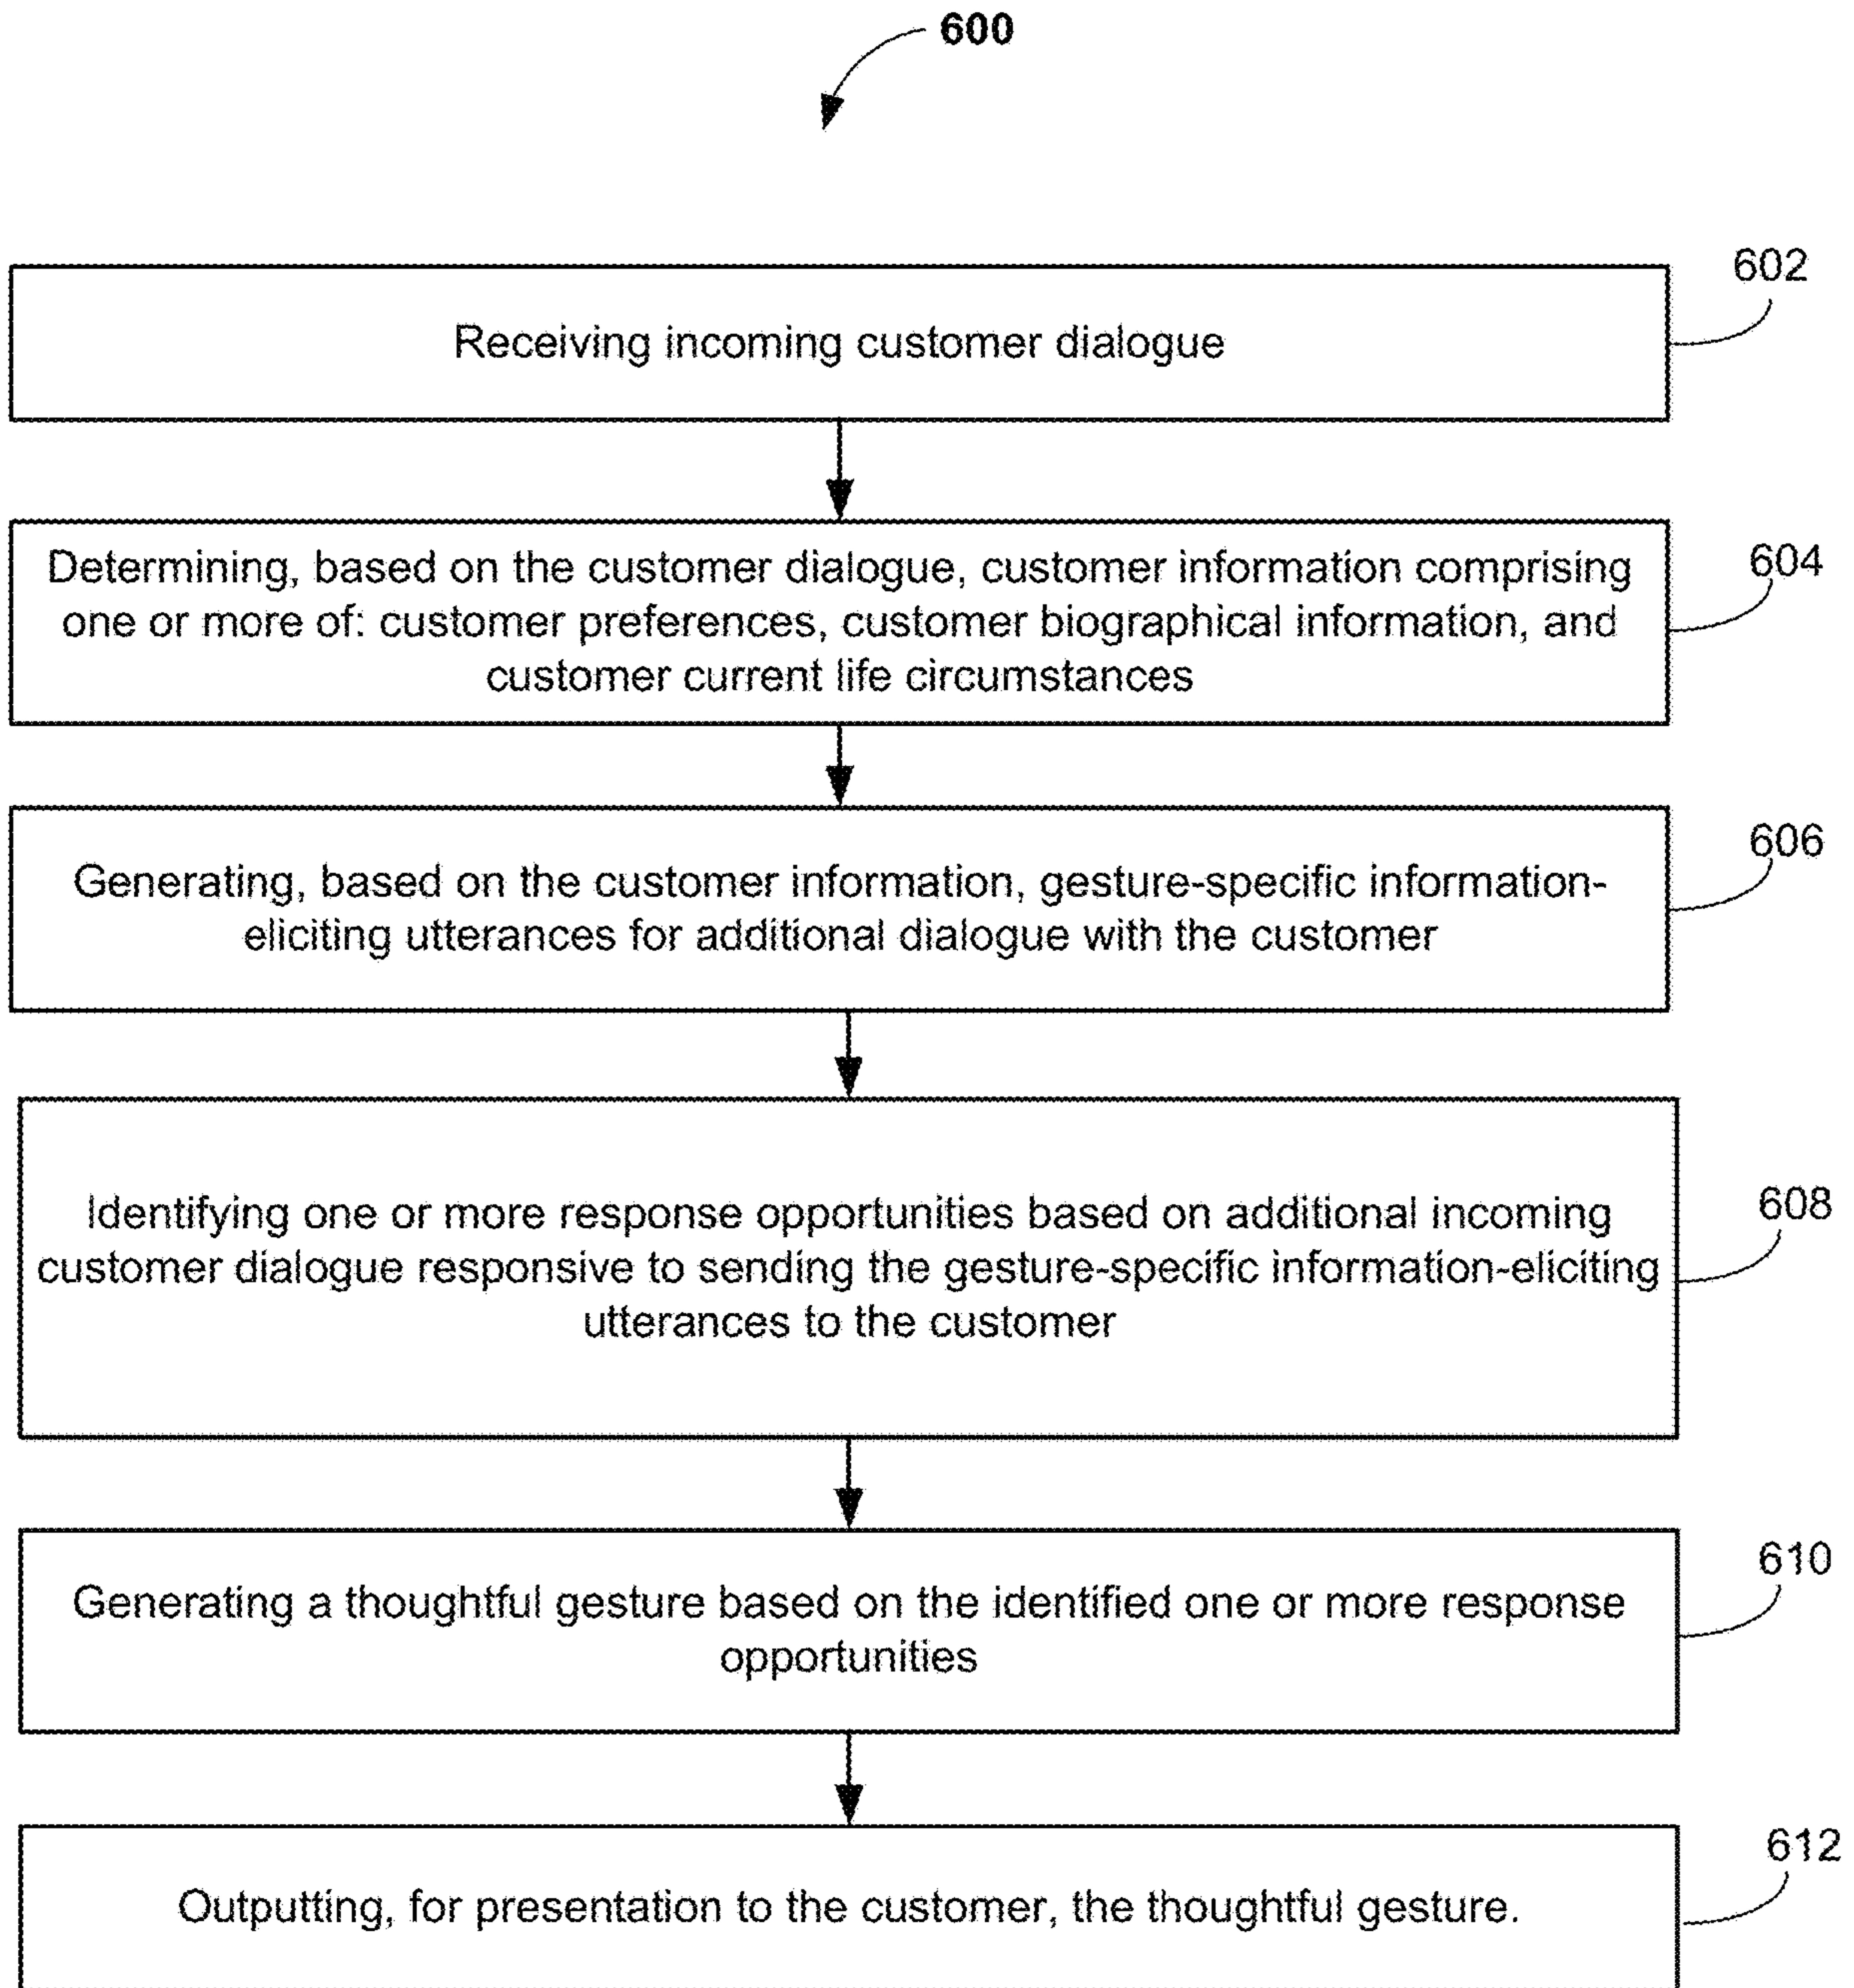 600
602
Receiving incoming customer dialogue
604
Determining, based on the customer dialogue, customer information comprising
one or more of: customer preferences, customer biographical information, and
customer current life circumstances
606
Generating, based on the customer information, gesture-specific information-
eliciting utterances for additional dialogue with the customer
608
Identifying one or more response opportunities based on additional incoming
customer dialogue responsive to sending the gesture-specific information-eliciting
utterances to the customer
610
Generating a thoughtful gesture based on the identified one or more response
opportunities
612
Outputting, for presentation to the customer, the thoughtful gesture.